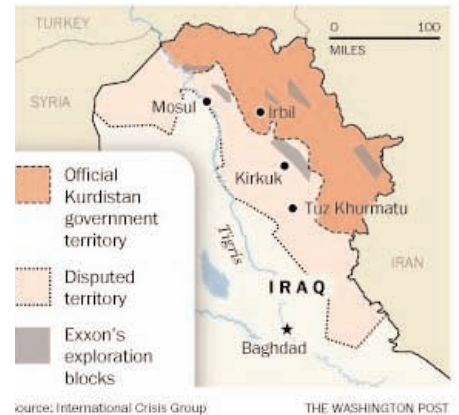 TURKEY
0 100
MILES
SYRIA
Mosul
Irbil
Kirkuk
Tuz Khurmatu
Tigris
IRAN
IRAQ
Baghdad
Official
Kurdistan
government
territory
Disputed
territory
Exxon's
exploration
blocks
Source: International Crisis Group
THE WASHINGTON POST